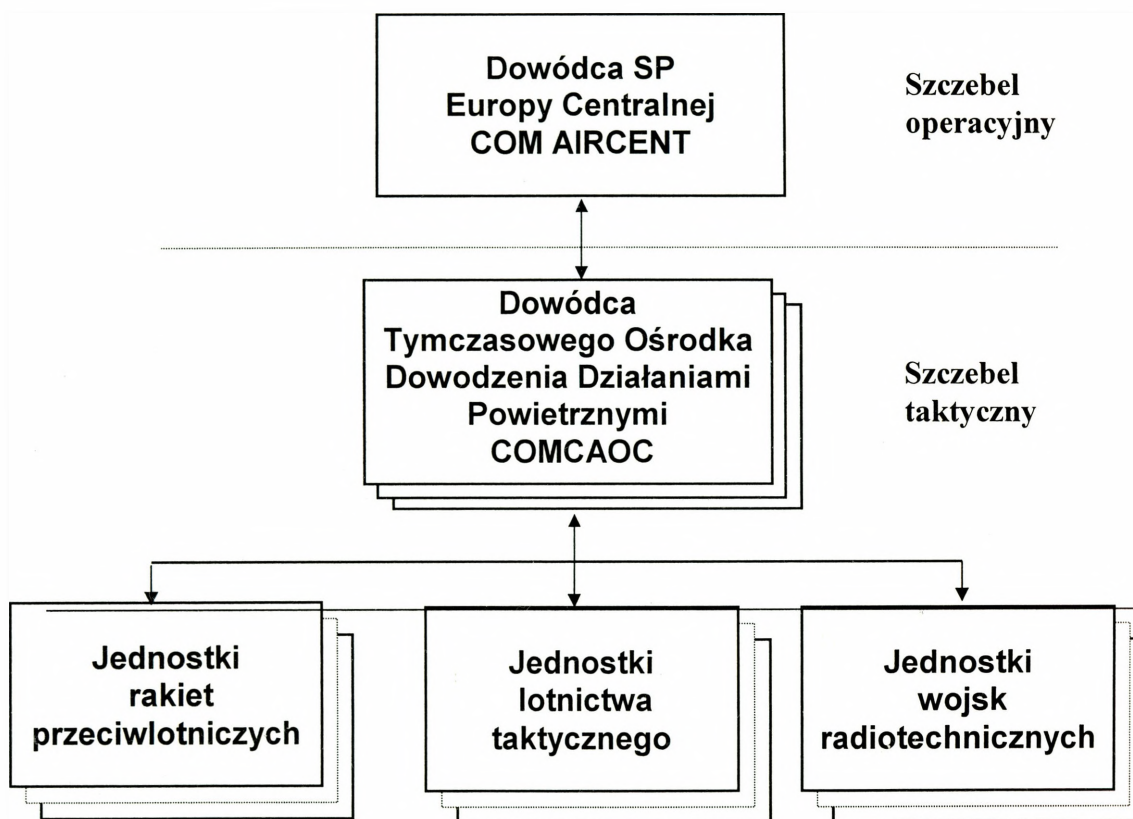 Dowódca SP
Europy Centralnej
COM AIRCENT
Szczebel
operacyjny
Dowódca
Tymczasowego Ośrodka
Dowodzenia Działaniami
Powietrznymi
COMCAOC
Szczebel
taktyczny
Jednostki
rakiet
przeciwlotniczych
Jednostki
lotnictwa
taktycznego
Jednostki
wojsk
radiotechnicznych